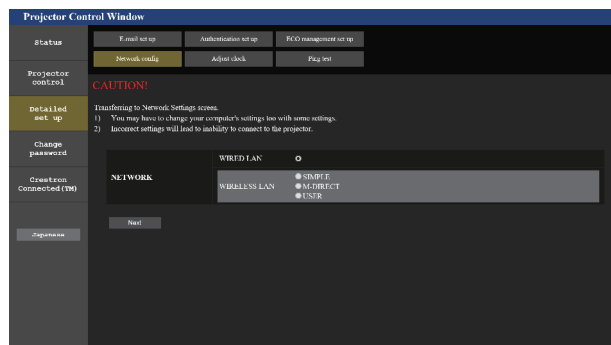 Projector Control Window
Status
E-mail set up
Authentication set up
ECO management set up
Network config
Adjust clock
Ping test
Projector
control
Detailed
set up
Change
password
Crestron
Connected(TM)
Japanese
CAUTION!
Transferring to Network Settings screen.
1) You may have to change your computer's settings too with some settings.
2) Incorrect settings will lead to inability to connect to the projector.
NETWORK
WIRED LAN
WIRELESS LAN
SIMPLE
M-DIRECT
USER
Next